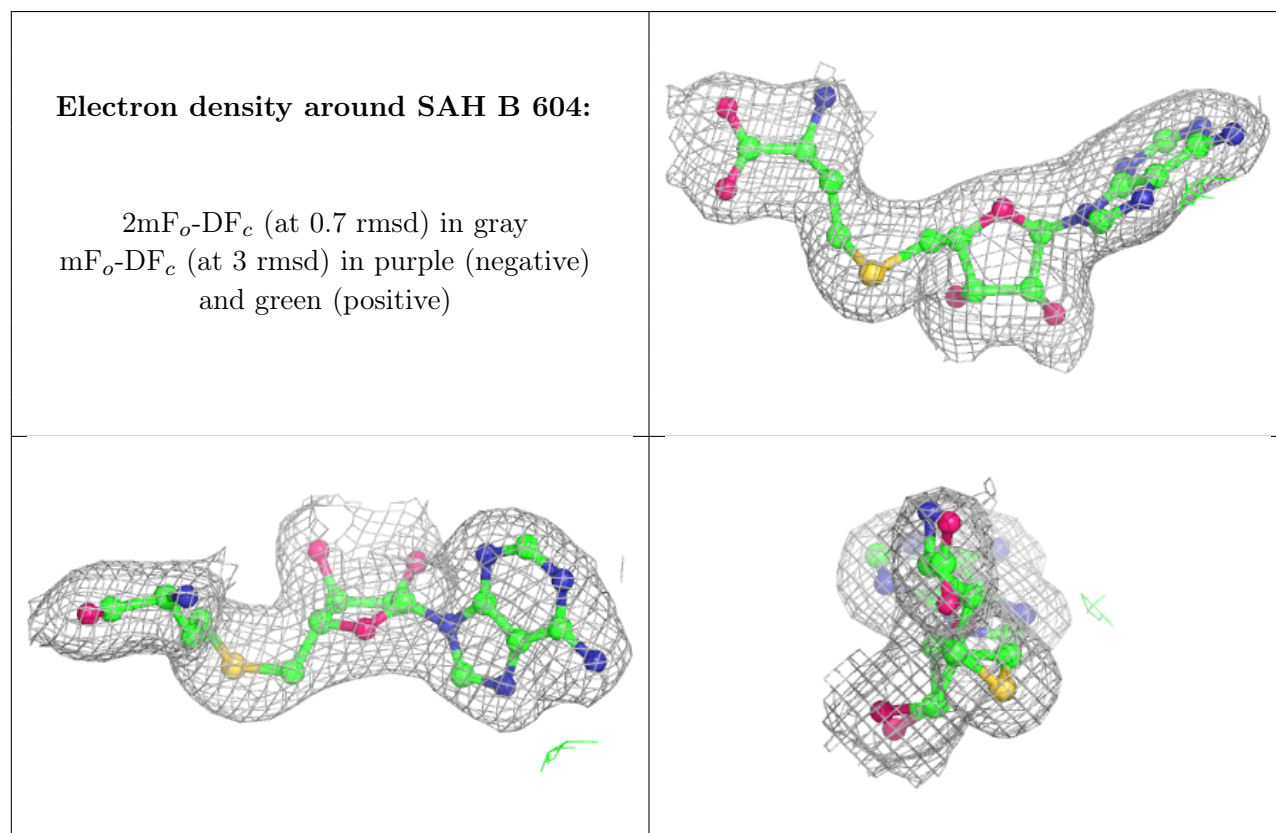 Electron density around SAH B 604:
2mFo-DFc (at 0.7 rmsd) in gray
mFo-DFc (at 3 rmsd) in purple (negative)
and green (positive)